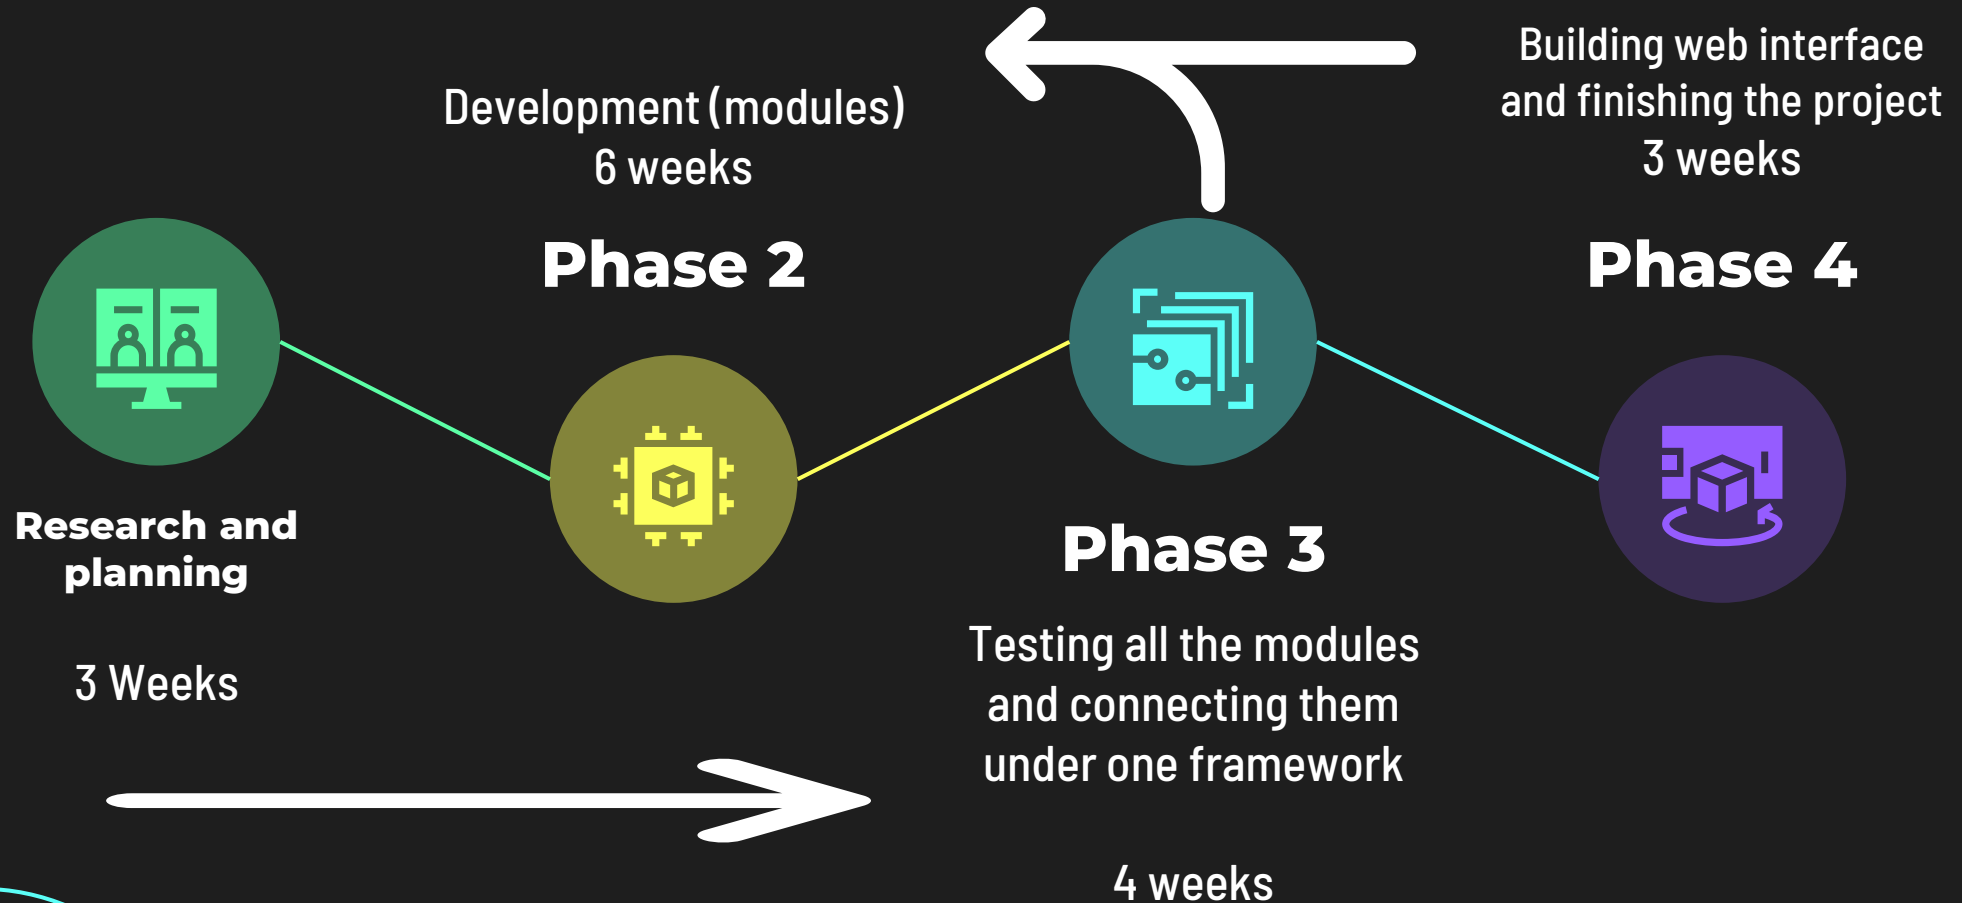 Research and
planning
3 Weeks
Development (modules)
6 weeks
Phase 2
Phase 3
Testing all the modules
and connecting them
under one framework
4 weeks
Building web interface
and finishing the project
3 weeks
Phase 4